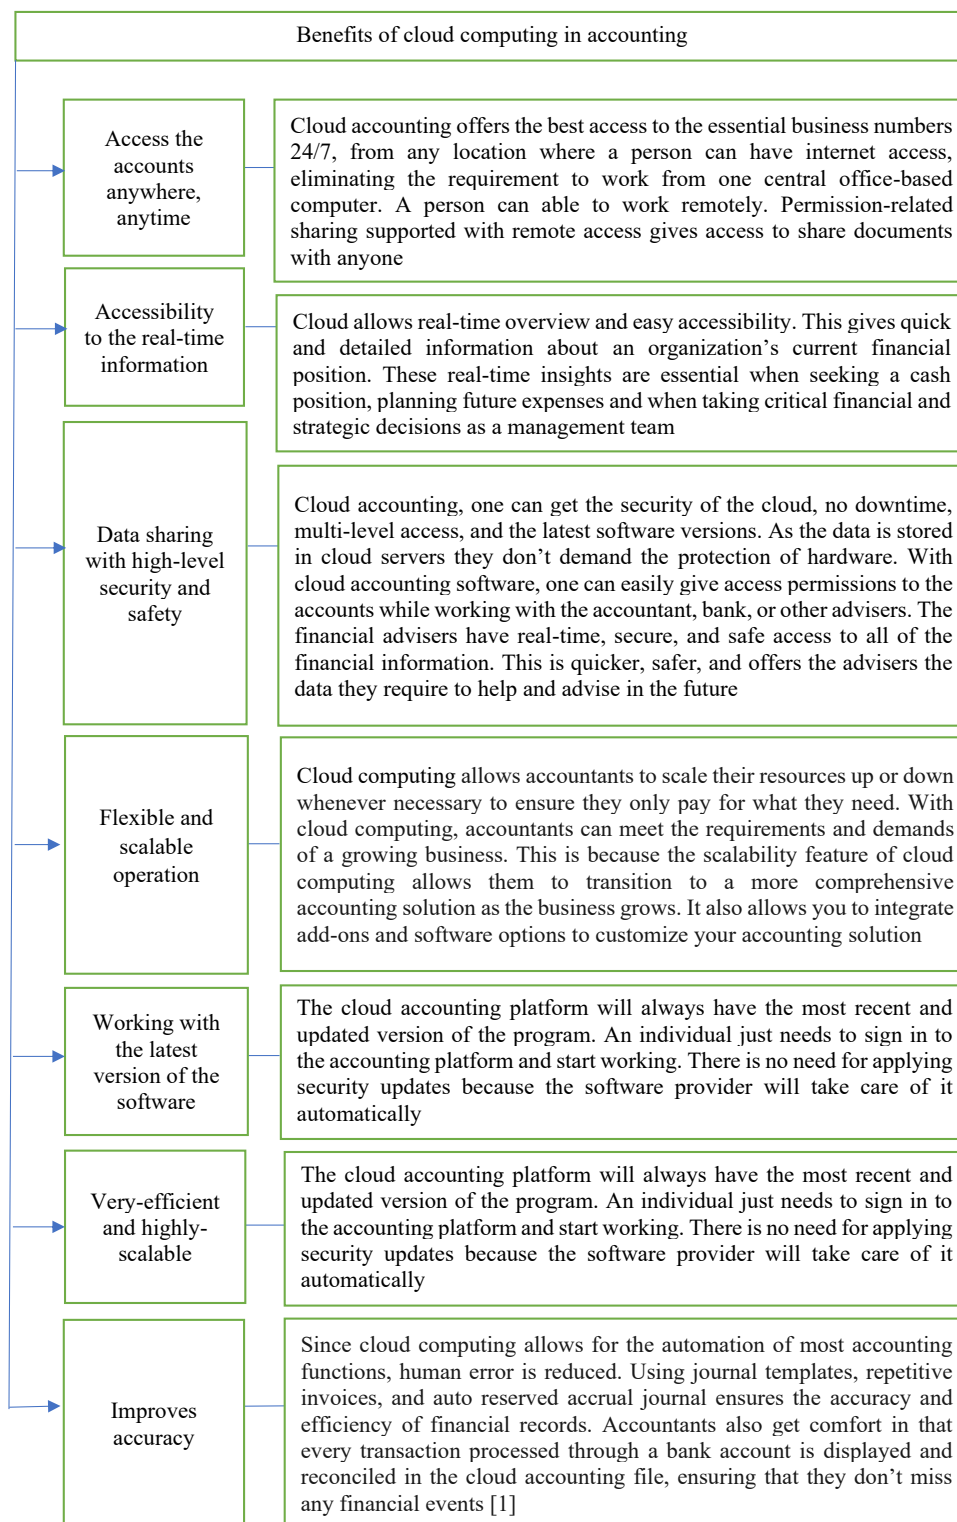 Benefits of cloud computing in accounting
Access the
accounts
anywhere,
anytime
Cloud accounting offers the best access to the essential business numbers
24/7, from any location where a person can have internet access,
eliminating the requirement to work from one central office-based
computer. A person can able to work remotely. Permission-related
sharing supported with remote access gives access to share documents
with anyone
Accessibility
to the real-time
information
Cloud allows real-time overview and easy accessibility. This gives quick
and detailed information about an organization's current financial
position. These real-time insights are essential when seeking a cash
position, planning future expenses and when taking critical financial and
strategic decisions as a management team
Data sharing
with high-level
security and
safety
Cloud accounting, one can get the security of the cloud, no downtime,
multi-level access, and the latest software versions. As the data is stored
in cloud servers they don't demand the protection of hardware. With
cloud accounting software, one can easily give access permissions to the
accounts while working with the accountant, bank, or other advisers. The
financial advisers have real-time, secure, and safe access to all of the
financial information. This is quicker, safer, and offers the advisers the
data they require to help and advise in the future
Flexible and
scalable
operation
Cloud computing allows accountants to scale their resources up or down
whenever necessary to ensure they only pay for what they need. With
cloud computing, accountants can meet the requirements and demands
of a growing business. This is because the scalability feature of cloud
computing allows them to transition to a more comprehensive
accounting solution as the business grows. It also allows you to integrate
add-ons and software options to customize your accounting solution
Working with
the latest
version of the
software
The cloud accounting platform will always have the most recent and
updated version of the program. An individual just needs to sign in to
the accounting platform and start working. There is no need for applying
security updates because the software provider will take care of it
automatically
Very-efficient
and highly-
scalable
The cloud accounting platform will always have the most recent and
updated version of the program. An individual just needs to sign in to
the accounting platform and start working. There is no need for applying
security updates because the software provider will take care of it
automatically
Improves
accuracy
Since cloud computing allows for the automation of most accounting
functions, human error is reduced. Using journal templates, repetitive
invoices, and auto reserved accrual journal ensures the accuracy and
efficiency of financial records. Accountants also get comfort in that
every transaction processed through a bank account is displayed and
reconciled in the cloud accounting file, ensuring that they don't miss
any financial events [1]